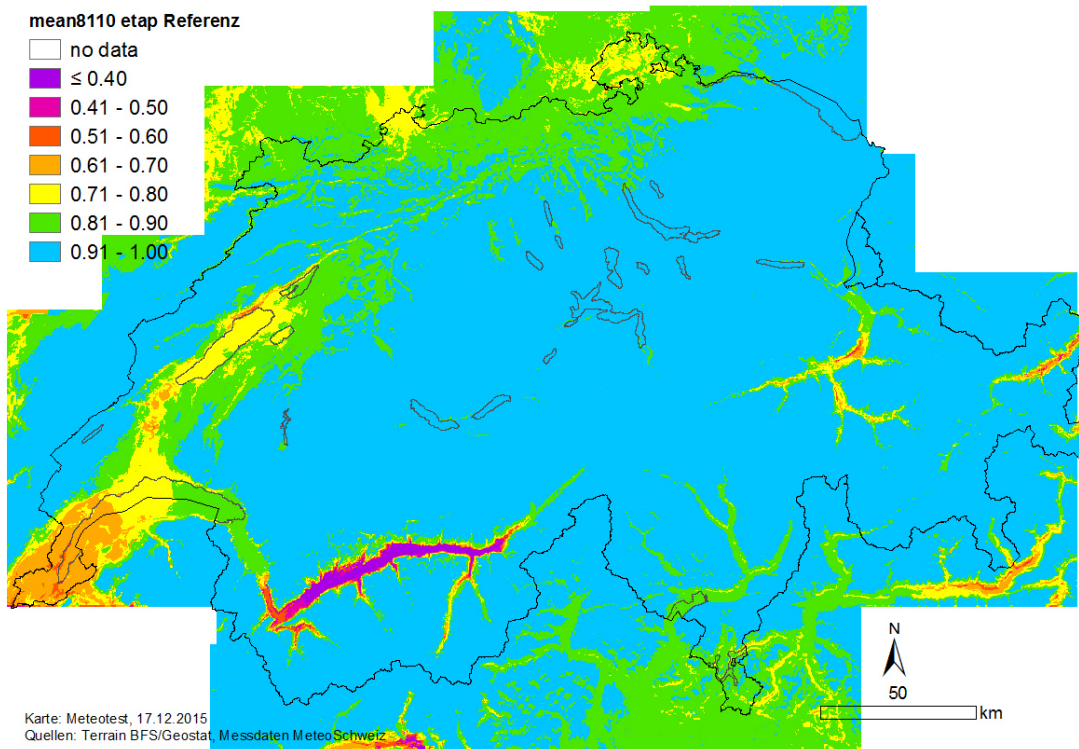 mean8110 etap Referenz
no data
≤ 0.40
0.41 - 0.50
0.51 - 0.60
0.61 - 0.70
0.71 - 0.80
0.81 - 0.90
0.91 - 1.00
N
50
km
Karte: Meteotest, 17.12.2015
Quellen: Terrain BFS/Geostat, Messdaten MeteoSchweiz